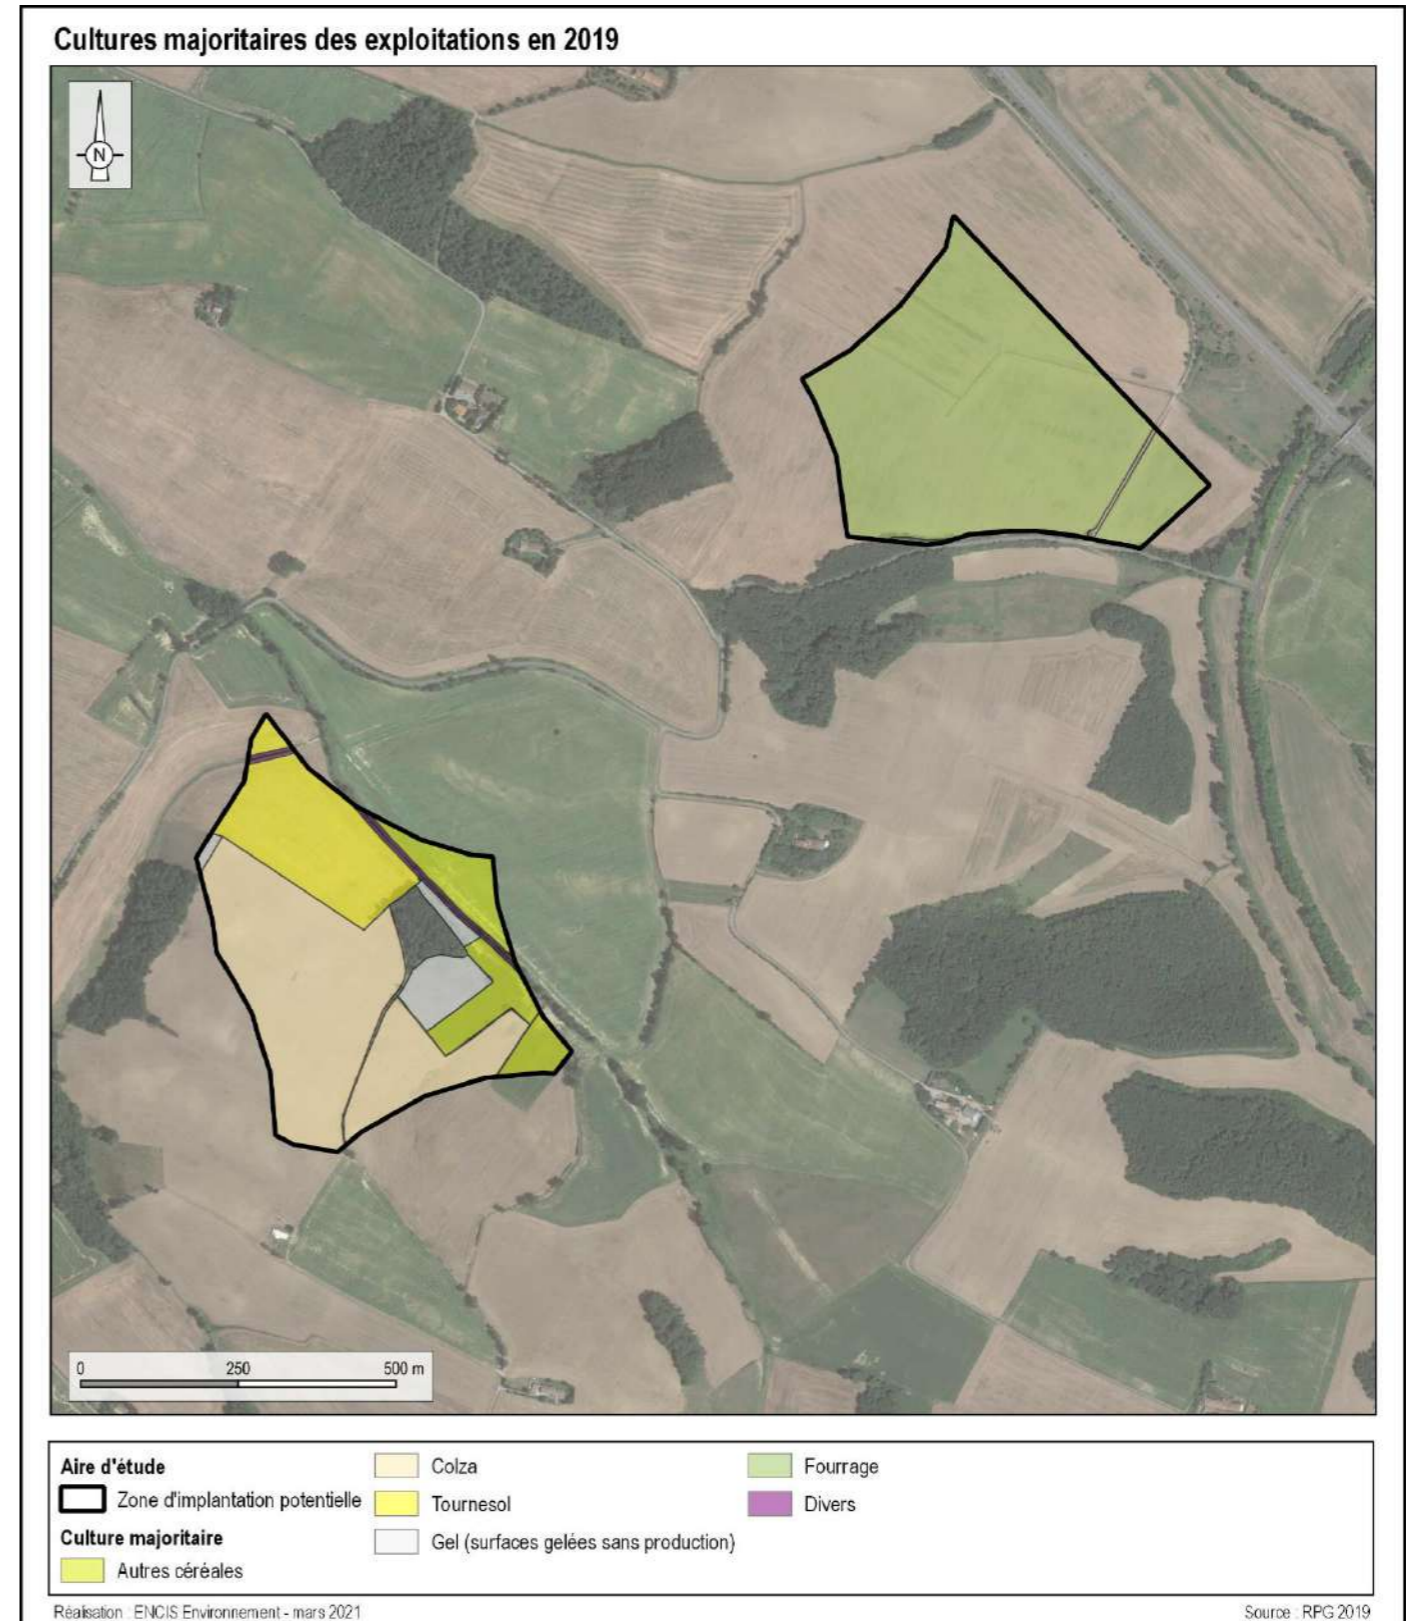 Cultures majoritaires des exploitations en 2019
N
0 250 500 m
Aire d'étude
Zone d'implantation potentielle
Culture majoritaire
Autres céréales
Colza
Tournesol
Gel (surfaces gelées sans production)
Fourrage
Divers
Réalisation : ENCIS Environnement - mars 2021
Source : RPG 2019